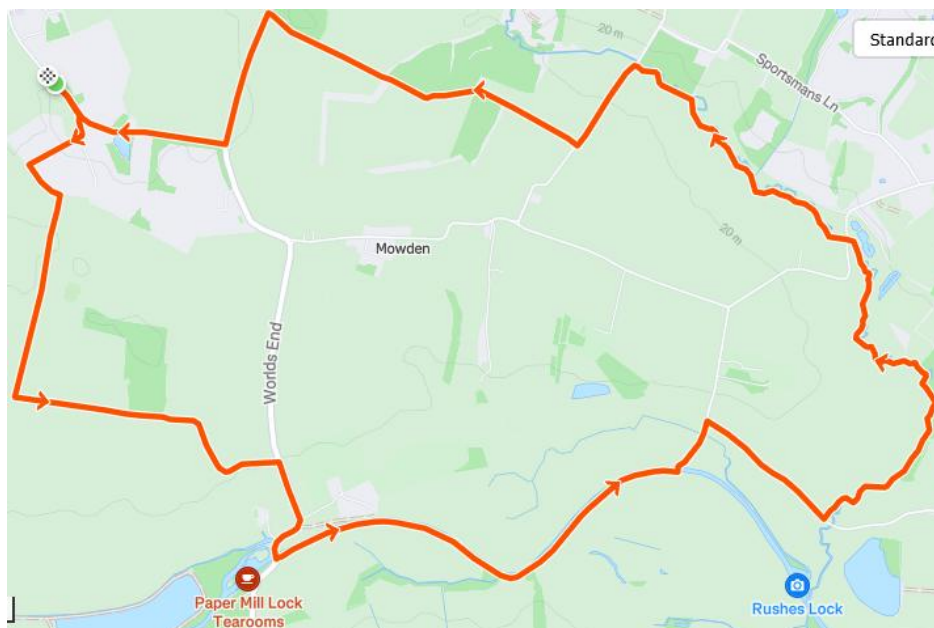 20 m
Standard
Sportsmans Ln
20 m
Mowden
Worlds End
Paper Mill Lock
Tearooms
Rushes Lock